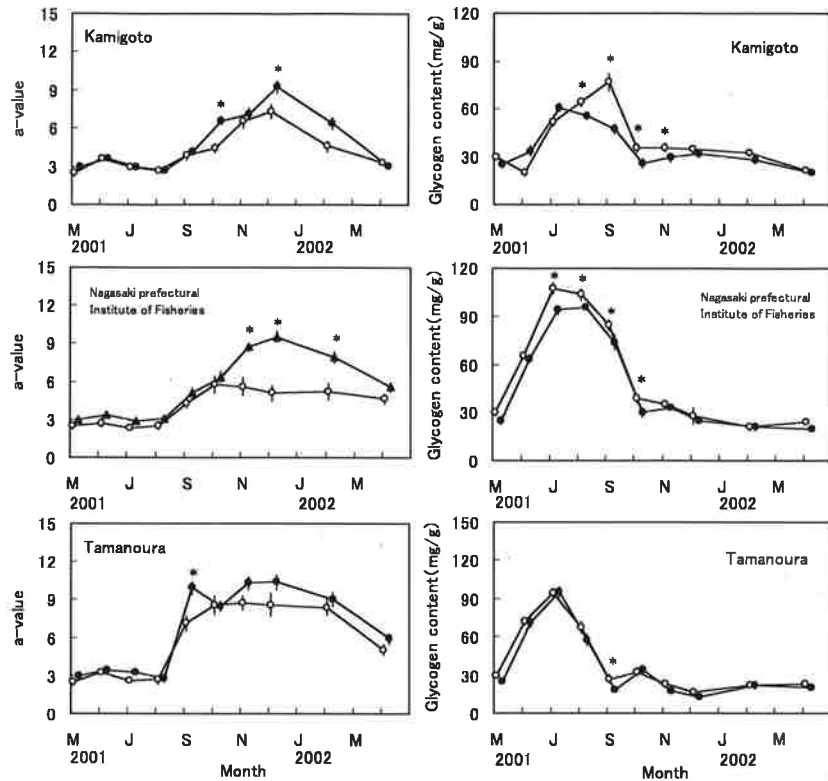 15
12
9
6
3
0
a-value
Kamigoto
*
*
M J S N J M
2001 2002
120
90
60
30
0
Glycogen content(mg/g)
Kamigoto
*
*
*
*
M J S N J M
2001 2002
15
12
9
6
3
0
a-value
Nagasaki prefectural
Institute of Fisheries
*
*
*
M J S N J M
2001 2002
120
90
60
30
0
Glycogen content(mg/g)
Nagasaki prefectural
Institute of Fisheries
*
*
*
*
M J S N J M
2001 2002
15
12
9
6
3
0
a-value
Tamanoura
*
M J S N J M
2001 2002
Month
150
120
90
60
30
0
Glycogen content(mg/g)
Tamanoura
*
M J S N J M
2001 2002
Month